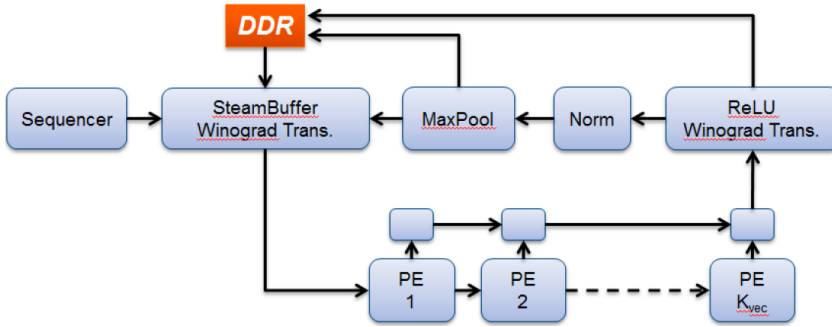 DDR
Sequencer
SteamBuffer
Winograd Trans.
MaxPool
Norm
ReLU
Winograd Trans.
PE
1
PE
2
PE
Kvec